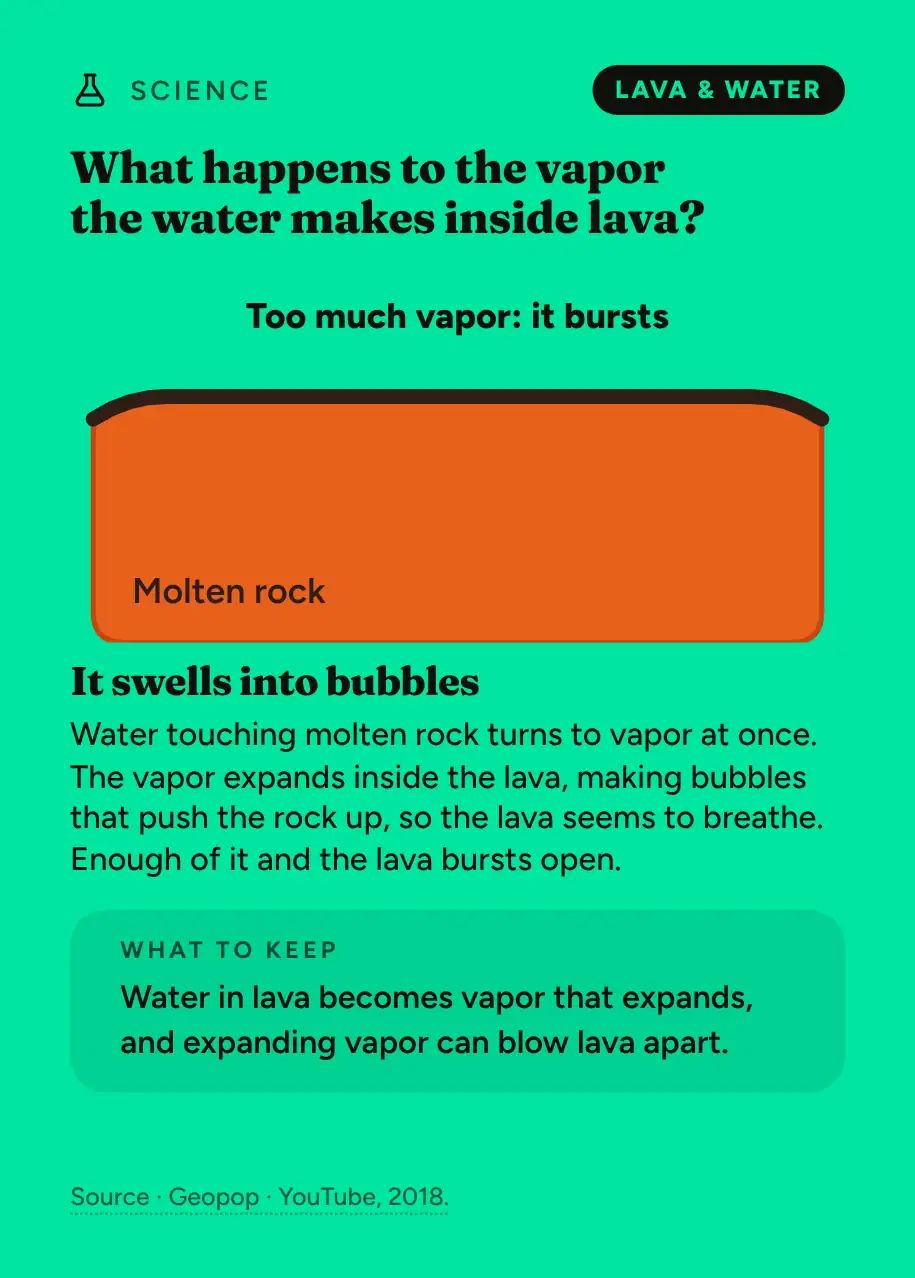 SCIENCE
LAVA & WATER
What happens to the vapor
the water makes inside lava?
Too much vapor: it bursts
Molten rock
It swells into bubbles
Water touching molten rock turns to vapor at once.
The vapor expands inside the lava, making bubbles
that push the rock up, so the lava seems to breathe.
Enough of it and the lava bursts open.
WHAT TO KEEP
Water in lava becomes vapor that expands,
and expanding vapor can blow lava apart.
Source · Geopop · YouTube, 2018.